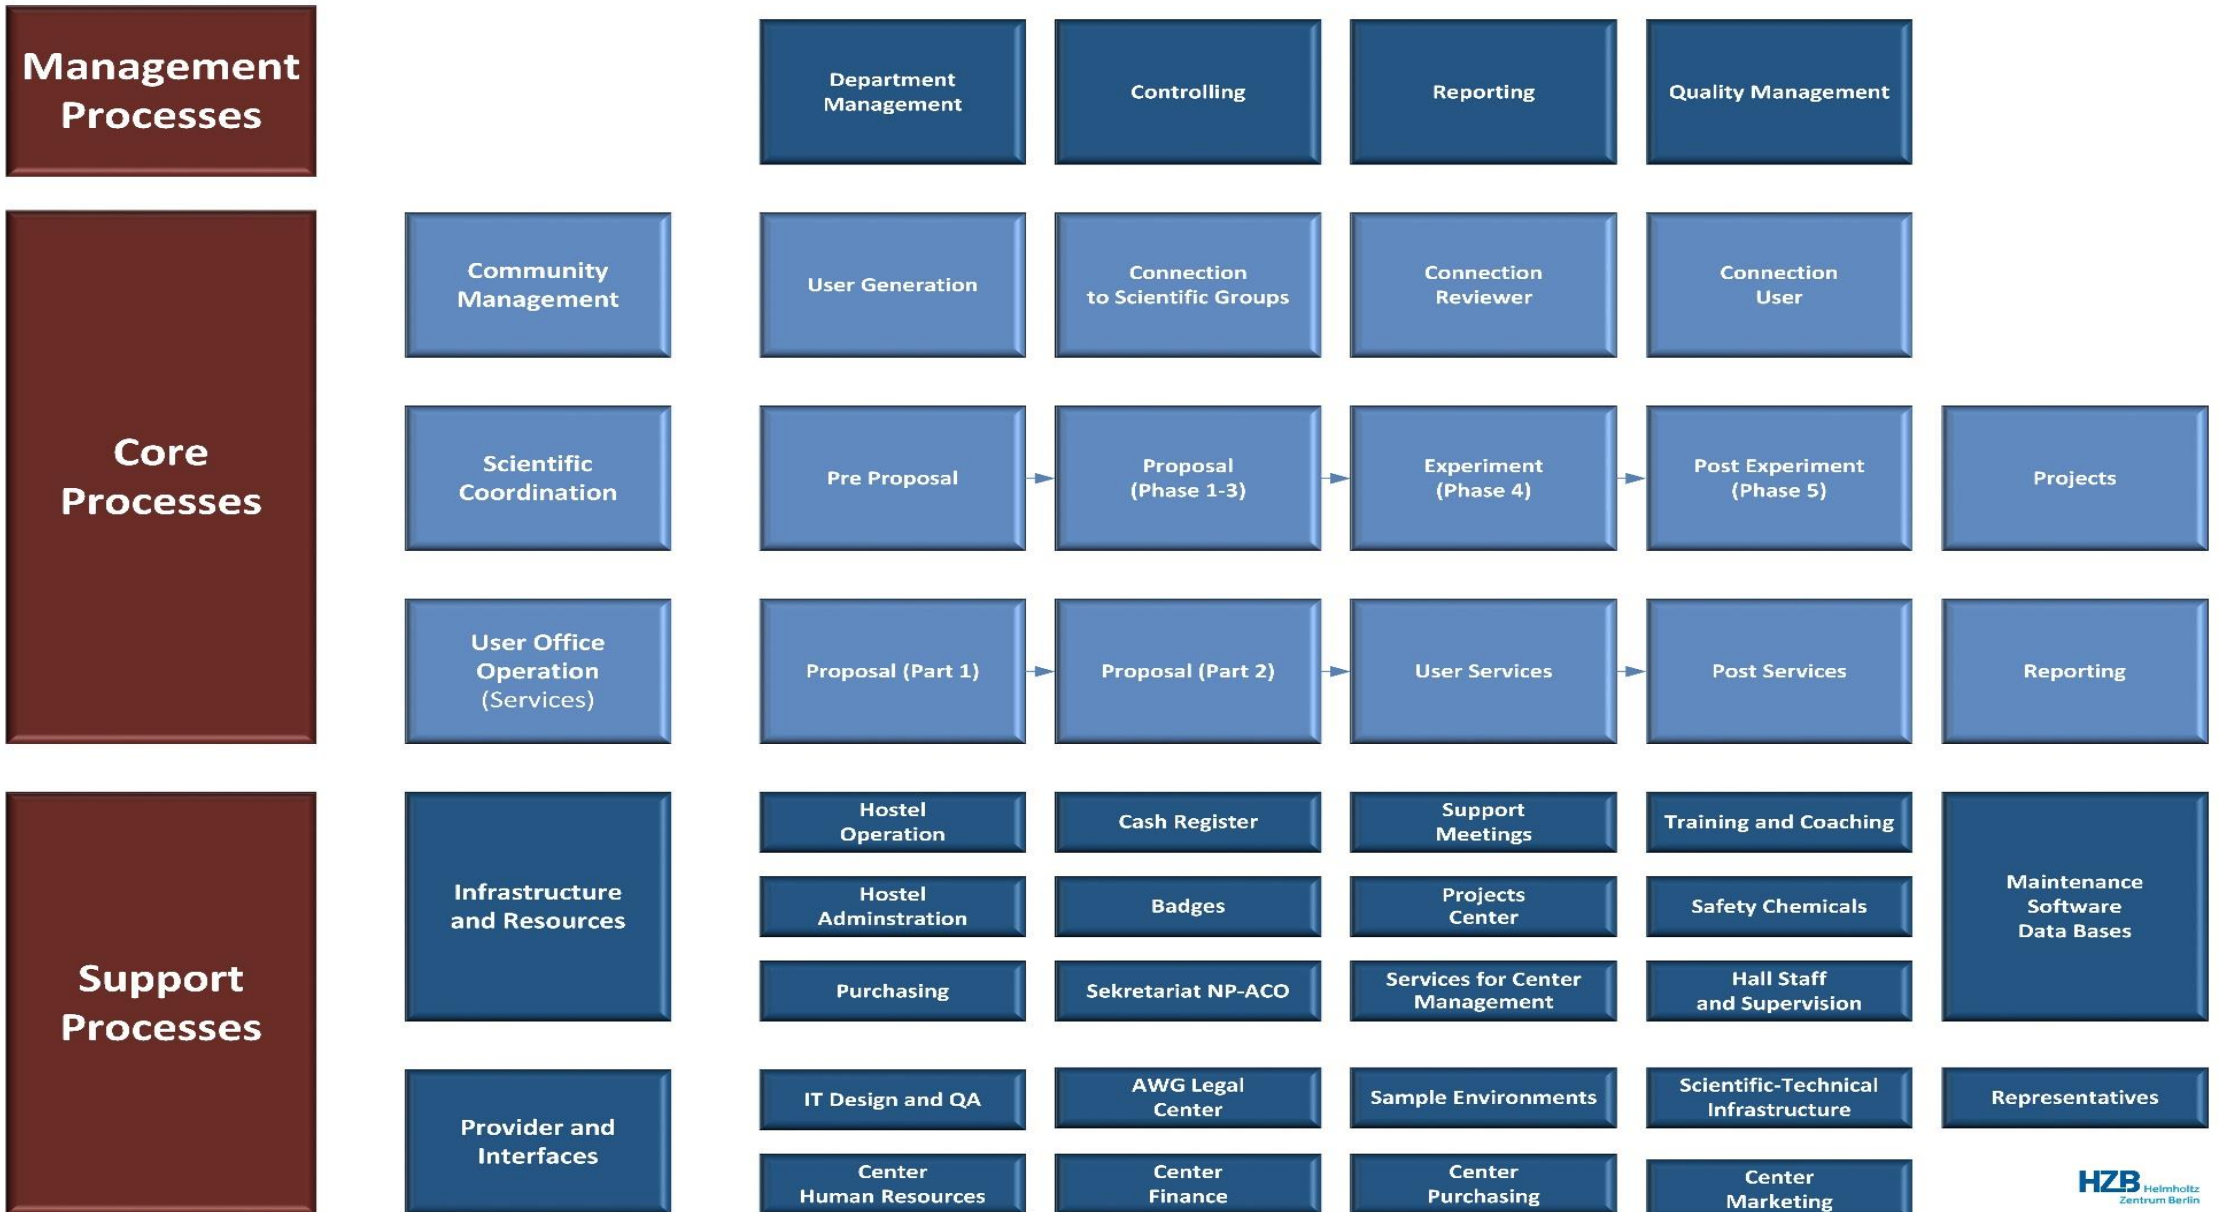 Management
Processes
Department
Management
Controlling
Reporting
Quality Management
Core
Processes
Community
Management
User Generation
Connection
to Scientific Groups
Connection
Reviewer
Connection
User
Scientific
Coordination
Pre Proposal
Proposal
(Phase 1-3)
Experiment
(Phase 4)
Post Experiment
(Phase 5)
Projects
User Office
Operation
(Services)
Proposal (Part 1)
Proposal (Part 2)
User Services
Post Services
Reporting
Support
Processes
Infrastructure
and Resources
Hostel
Operation
Cash Register
Support
Meetings
Training and Coaching
Maintenance
Software
Data Bases
Hostel
Adminstration
Badges
Projects
Center
Safety Chemicals
Purchasing
Sekretariat NP-ACO
Services for Center
Management
Hall Staff
and Supervision
Provider and
Interfaces
IT Design and QA
AWG Legal
Center
Sample Environments
Scientific-Technical
Infrastructure
Representatives
Center
Human Resources
Center
Finance
Center
Purchasing
Center
Marketing
HZB Helmholtz
Zentrum Berlin